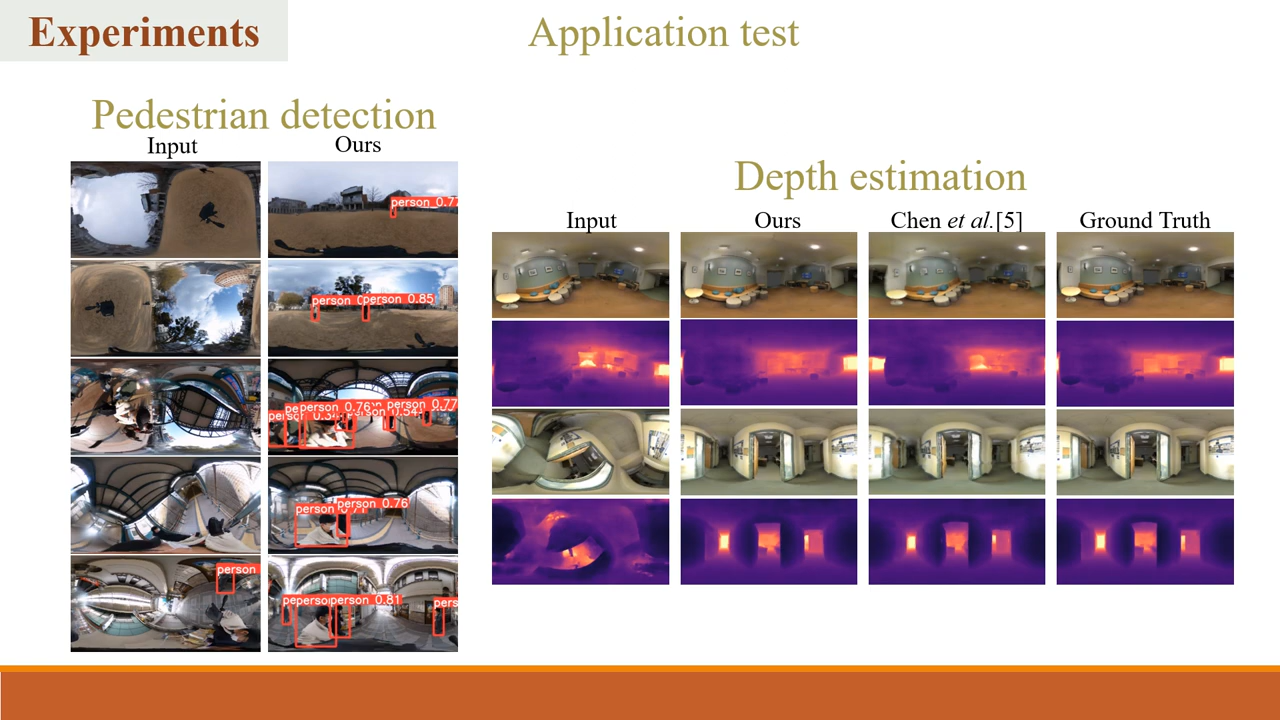 Experiments
Application test
Pedestrian detection
Input
Ours
person 0.85
person 0.76
person 0.77
person
person 0.76
person
person 0.81
Depth estimation
Input
Ours
Chen et al.[5]
Ground Truth